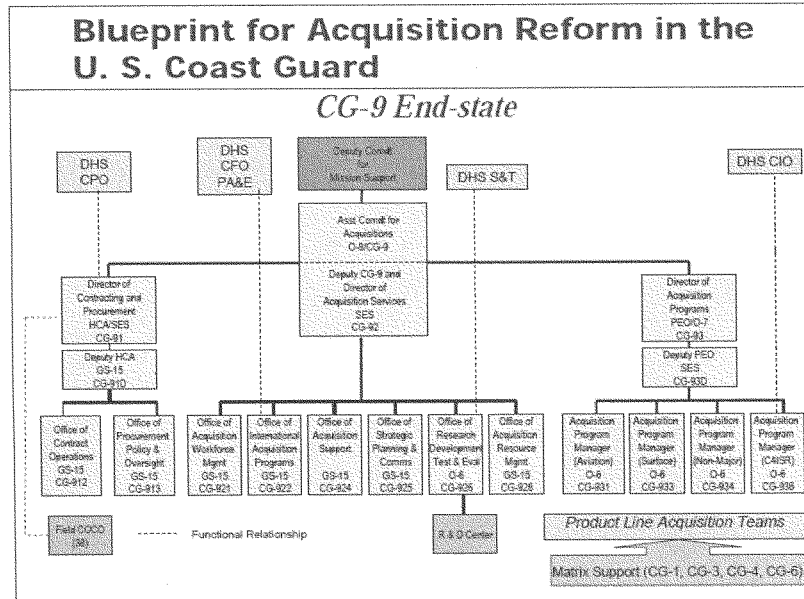 Blueprint for Acquisition Reform in the
U. S. Coast Guard
CG-9 End-state
DHS
CPO
DHS
CFO
PA&E
Deputy Comdt
for
Mission Support
DHS S&T
DHS CIO
Asst Comdt for
Acquisitions
O-8/CG-9
Deputy CG-9 and
Director of
Acquisition Services
SES
CG-92
Director of
Contracting and
Procurement
HCA/SES
CG-91
Director of
Acquisition
Programs
PEO/O-7
CG-93
Deputy HCA
GS-15
CG-91D
Deputy PEO
SES
CG-93D
Office of
Contract
Operations
GS-15
CG-912
Office of
Procurement
Policy &
Oversight
GS-15
CG-913
Office of
Acquisition
Workforce
Mgmt
GS-15
CG-921
Office of
International
Acquisition
Programs
GS-15
CG-922
Office of
Acquisition
Support
GS-15
CG-924
Office of
Strategic
Planning &
Comms
GS-15
CG-925
Office of
Research
Development
Test & Eval
O-6
CG-926
Office of
Acquisition
Resource
Mgmt
GS-15
CG-928
Acquisition
Program
Manager
(Aviation)
O-6
CG-931
Acquisition
Program
Manager
(Surface)
O-6
CG-933
Acquisition
Program
Manager
(Non-Major)
O-6
CG-934
Acquisition
Program
Manager
(C4ISR)
O-6
Field COCO
Functional Relationship
R & D Center
Product Line Acquisition Teams
Matrix Support (CG-1, CG-3, CG-4, CG-6)